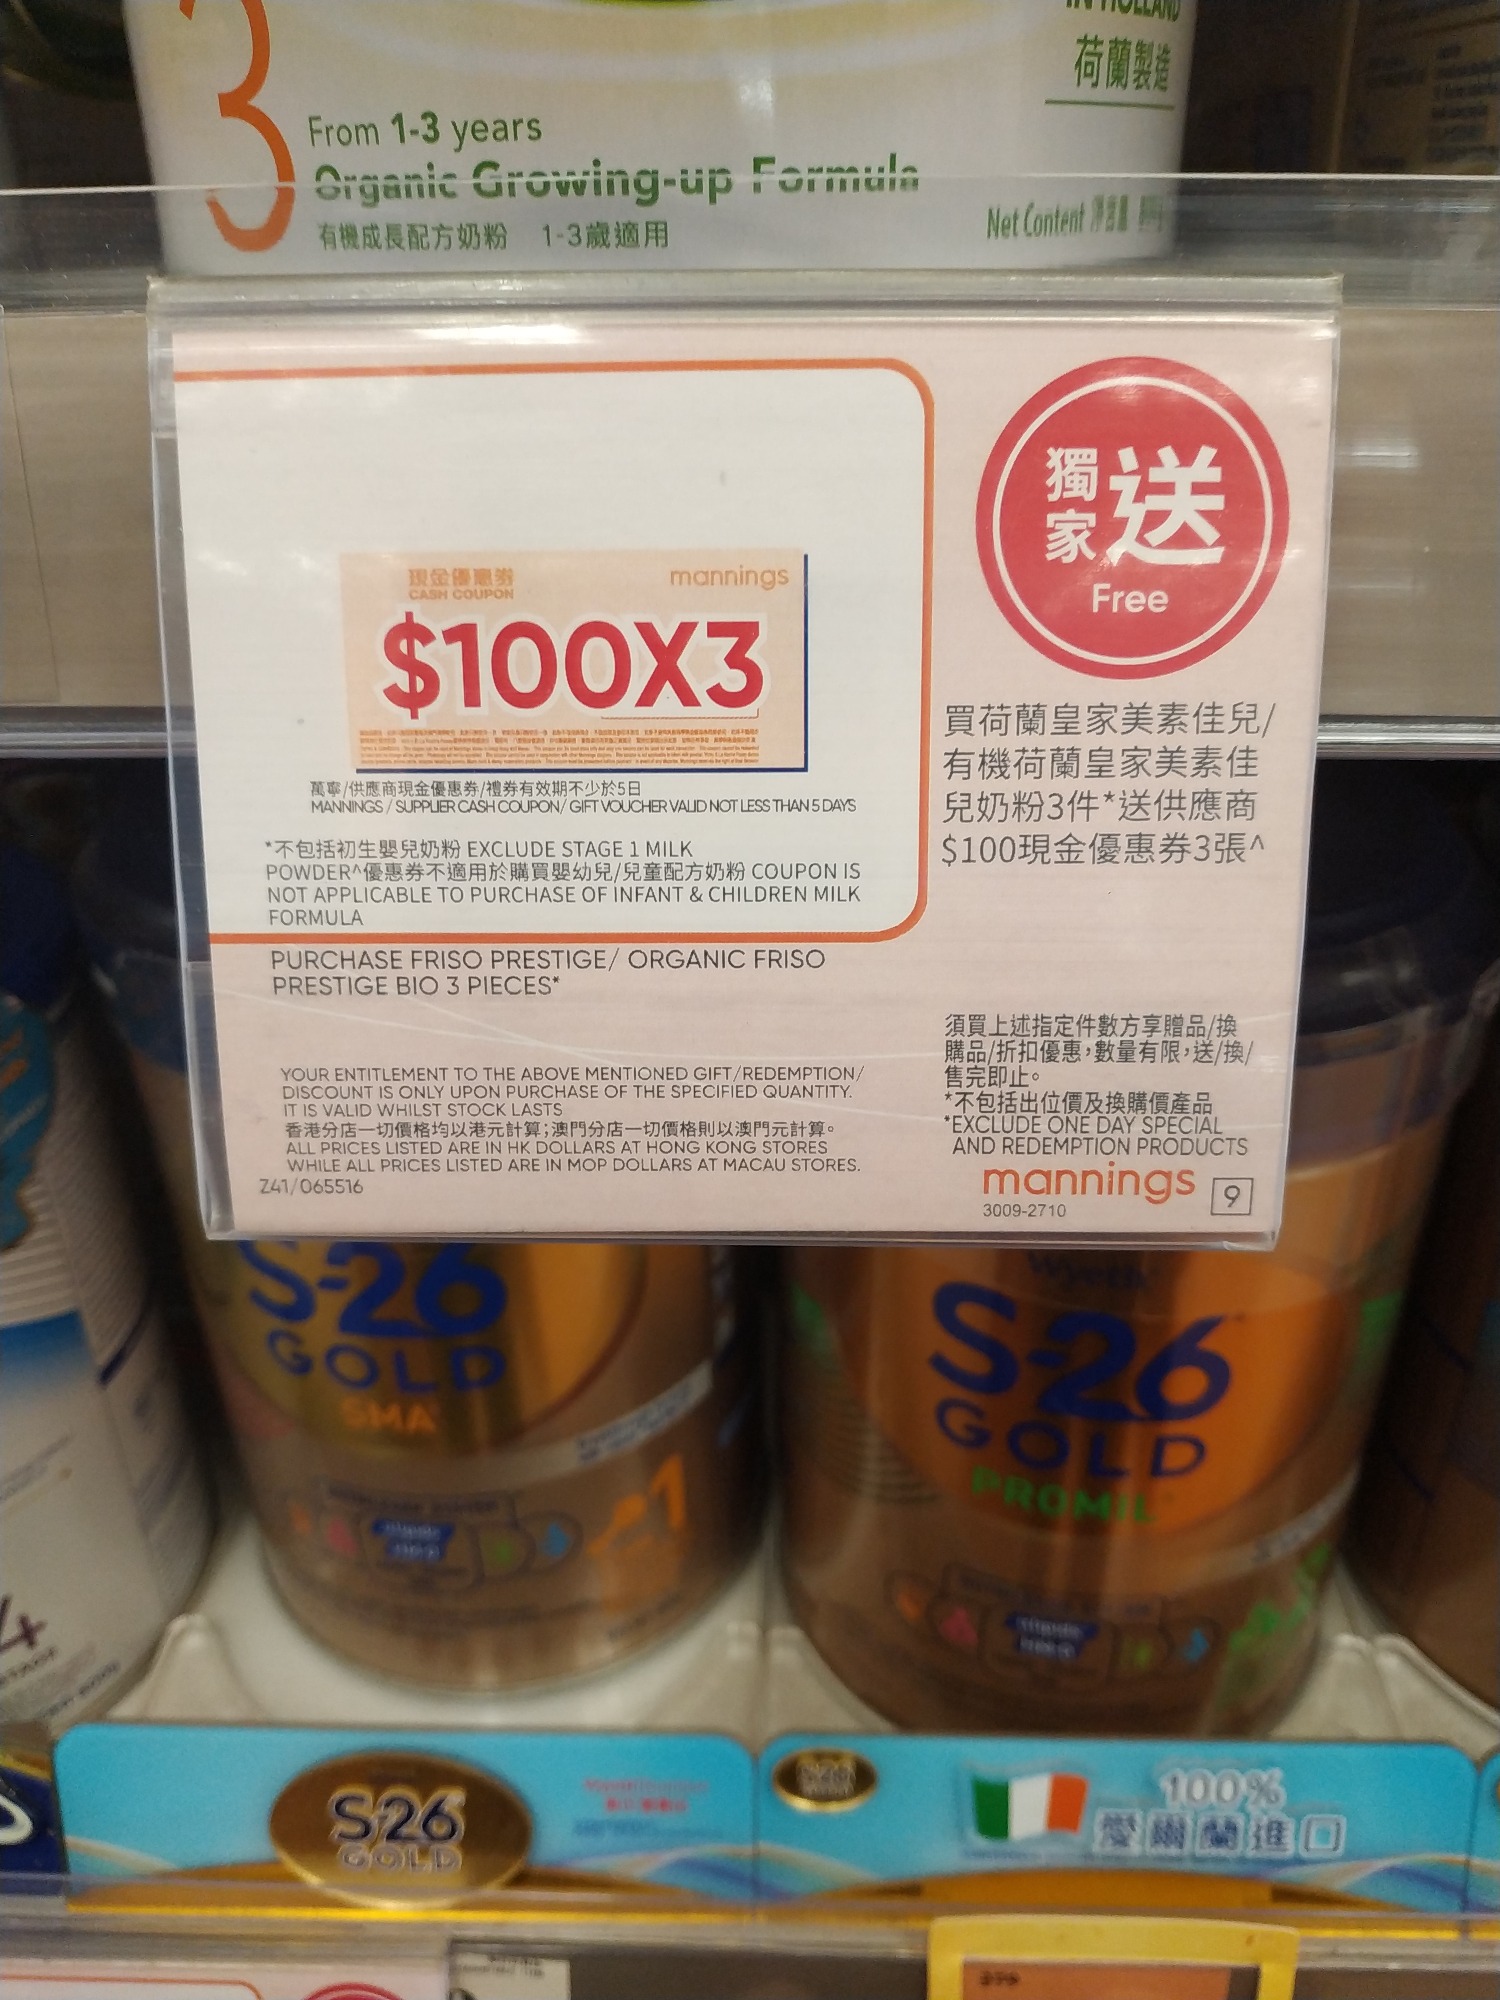 3
荷蘭製造
From 1-3 years
Organic Growing-up Formula
有機成長配方奶粉 1-3歲適用
Net Content 淨含量
獨家送
Free
現金優惠券
CASH COUPON
mannings
$100X3
萬寧/供應商現金優惠券/禮券有效期不少於5日
MANNINGS / SUPPLIER CASH COUPON/ GIFT VOUCHER VALID NOT LESS THAN 5 DAYS
*不包括初生嬰兒奶粉 EXCLUDE STAGE 1 MILK
POWDER^優惠券不適用於購買嬰幼兒/兒童配方奶粉 COUPON IS
NOT APPLICABLE TO PURCHASE OF INFANT & CHILDREN MILK
FORMULA
買荷蘭皇家美素佳兒/
有機荷蘭皇家美素佳
兒奶粉3件*送供應商
$100現金優惠券3張^
PURCHASE FRISO PRESTIGE/ ORGANIC FRISO
PRESTIGE BIO 3 PIECES*
須買上述指定件數方享贈品/換
購品/折扣優惠，數量有限，送/換/
售完即止。
*不包括出位價及換購價產品
*EXCLUDE ONE DAY SPECIAL
AND REDEMPTION PRODUCTS
YOUR ENTITLEMENT TO THE ABOVE MENTIONED GIFT/REDEMPTION/
DISCOUNT IS ONLY UPON PURCHASE OF THE SPECIFIED QUANTITY.
IT IS VALID WHILST STOCK LASTS
香港分店一切價格均以港元計算；澳門分店一切價格則以澳門元計算。
ALL PRICES LISTED ARE IN HK DOLLARS AT HONG KONG STORES
WHILE ALL PRICES LISTED ARE IN MOP DOLLARS AT MACAU STORES.
Z41/065516
mannings
3009-2710
9
S-26
GOLD
SMA
1
Wyeth
S-26
GOLD
PROMIL
4
S-26
GOLD
S-26
100%
愛爾蘭進口